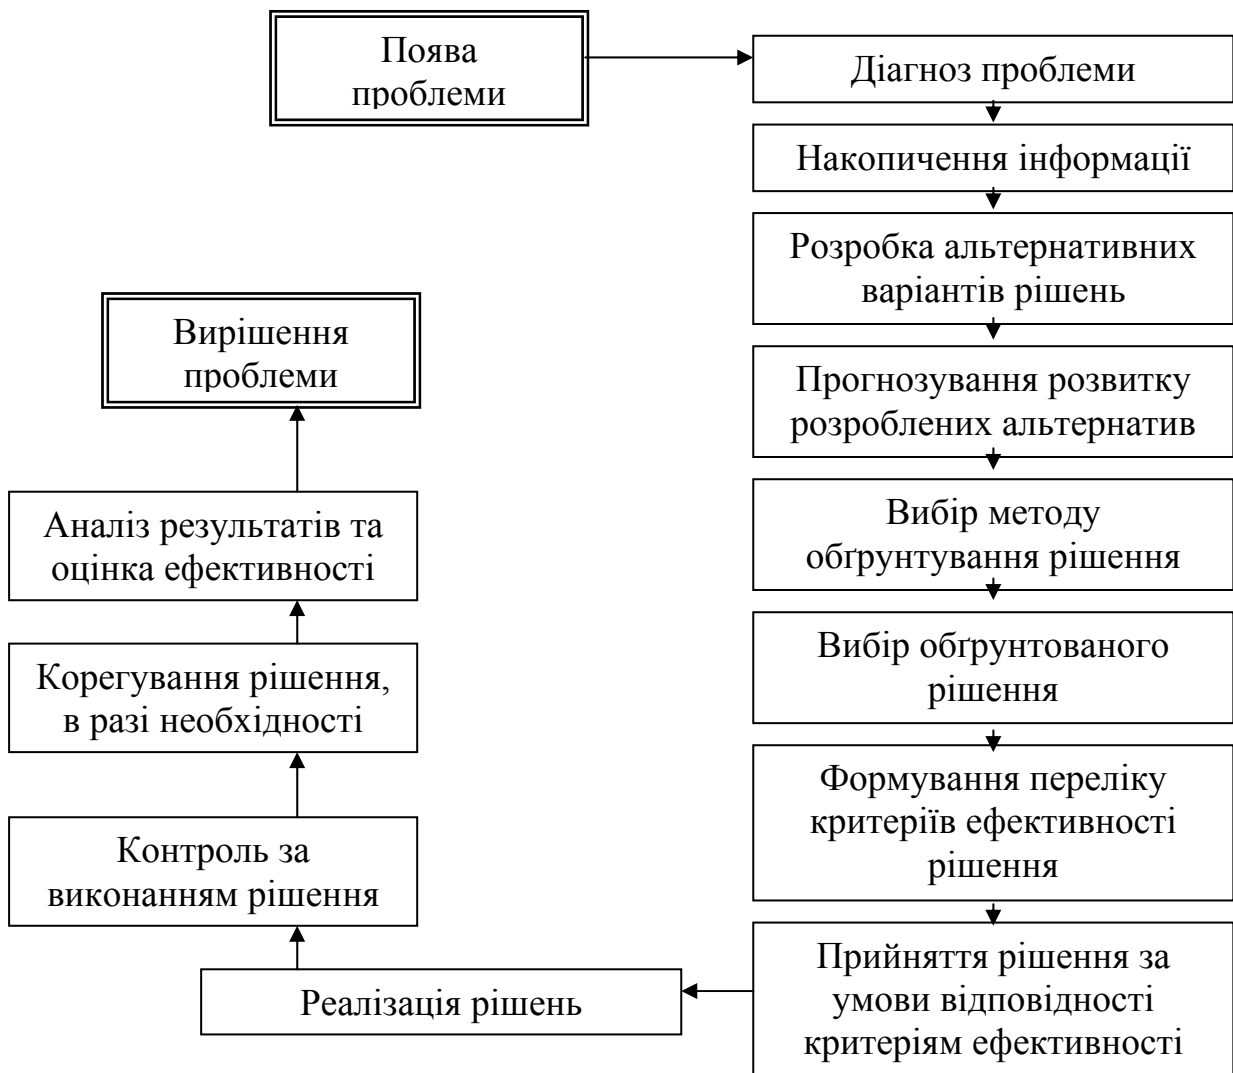 Поява
проблеми
Діагноз проблеми
Накопичення інформації
Розробка альтернативних
варіантів рішень
Прогнозування розвитку
розроблених альтернатив
Вибір методу
обґрунтування рішення
Вибір обґрунтованого
рішення
Формування переліку
критеріїв ефективності
рішення
Прийняття рішення за
умови відповідності
критеріям ефективності
Реалізація рішень
Контроль за
виконанням рішення
Корегування рішення,
в разі необхідності
Аналіз результатів та
оцінка ефективності
Вирішення
проблеми